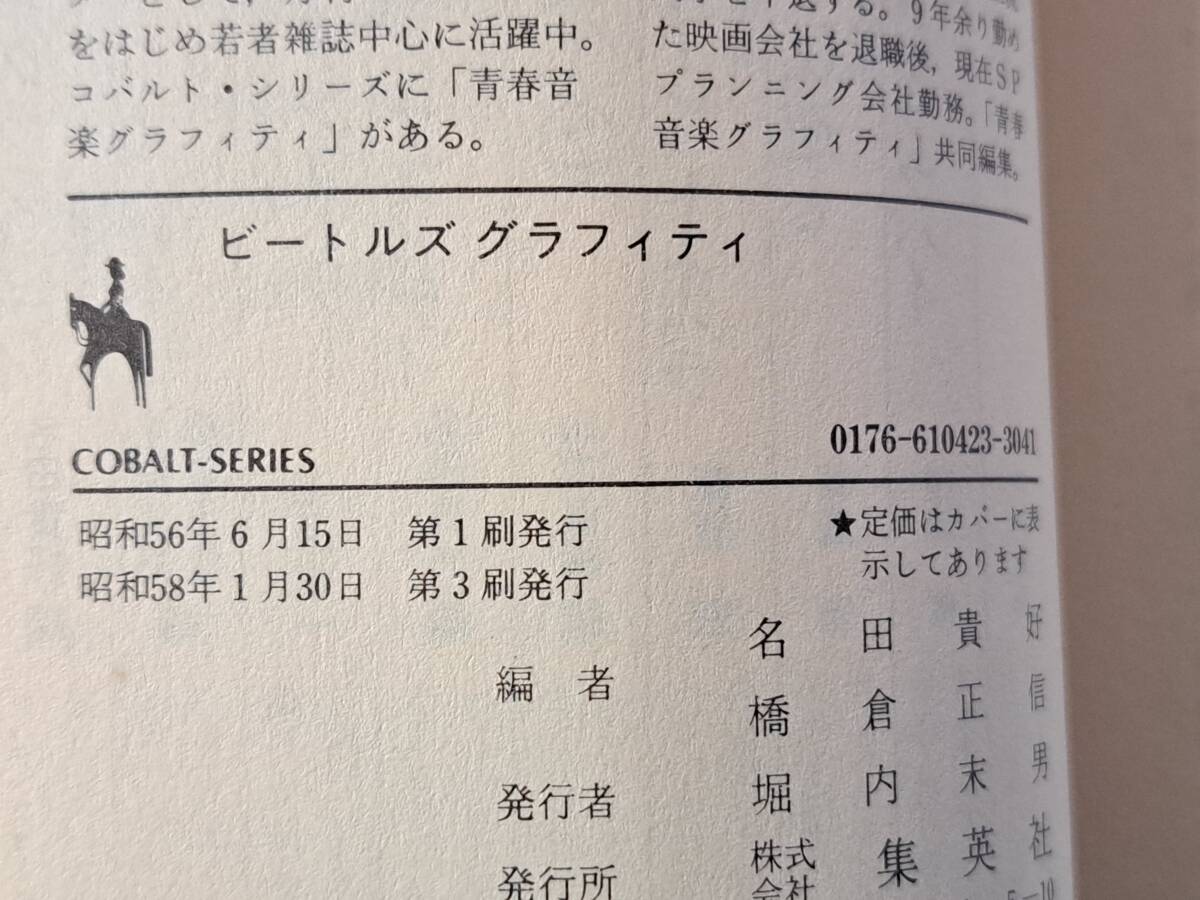 をはじめ若者雑誌中心に活躍中。
コバルト・シリーズに「青春音
楽グラフィティ」がある。
する。9年余り勤め
た映画会社を退職後，現在SP
プランニング会社勤務。「青春
音楽グラフィティ」共同編集。
ビートルズ グラフィティ
COBALT-SERIES
0176-610423-3041
昭和56年6月15日 第1刷発行
昭和58年1月30日 第3刷発行
★定価はカバーに表
示してあります
編者
名田貴好
橋倉正信
発行者 堀内末男
発行所 株式会社 集英社